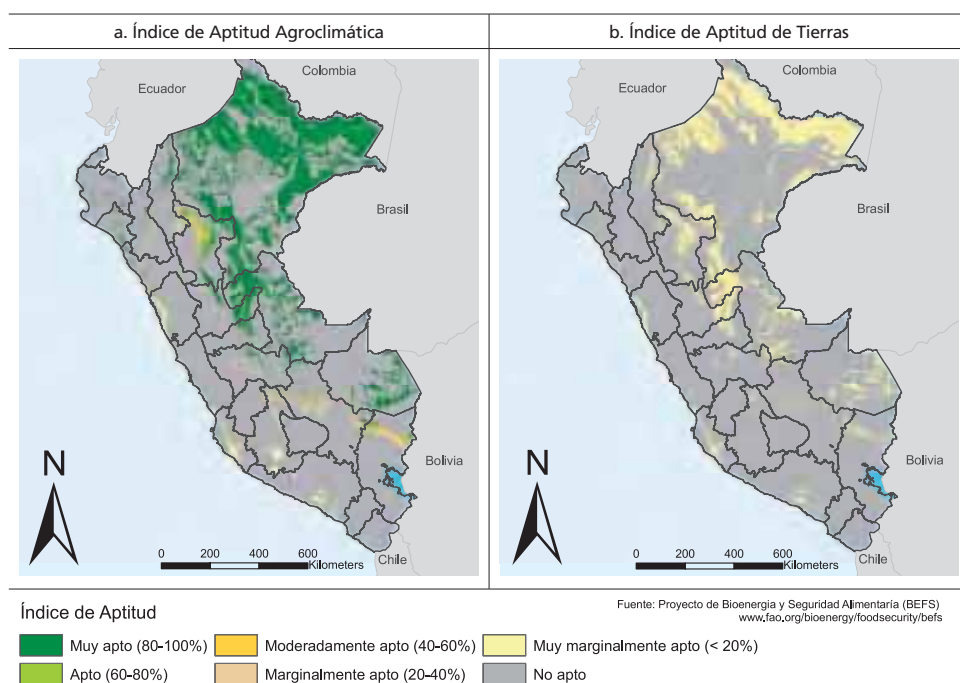 a. Índice de Aptitud Agroclimática
b. Índice de Aptitud de Tierras
Colombia
Ecuador
Brasil
Bolivia
Chile
N
0 200 400 600
Kilometers
Colombia
Ecuador
Brasil
Bolivia
Chile
N
0 200 400 600
Kilometers
Índice de Aptitud
Fuente: Proyecto de Bioenergia y Seguridad Alimentaría (BEFS)
www.fao.org/bioenergy/foodsecurity/befs
Muy apto (80-100%)
Moderadamente apto (40-60%)
Muy marginalmente apto (< 20%)
Apto (60-80%)
Marginalmente apto (20-40%)
No apto